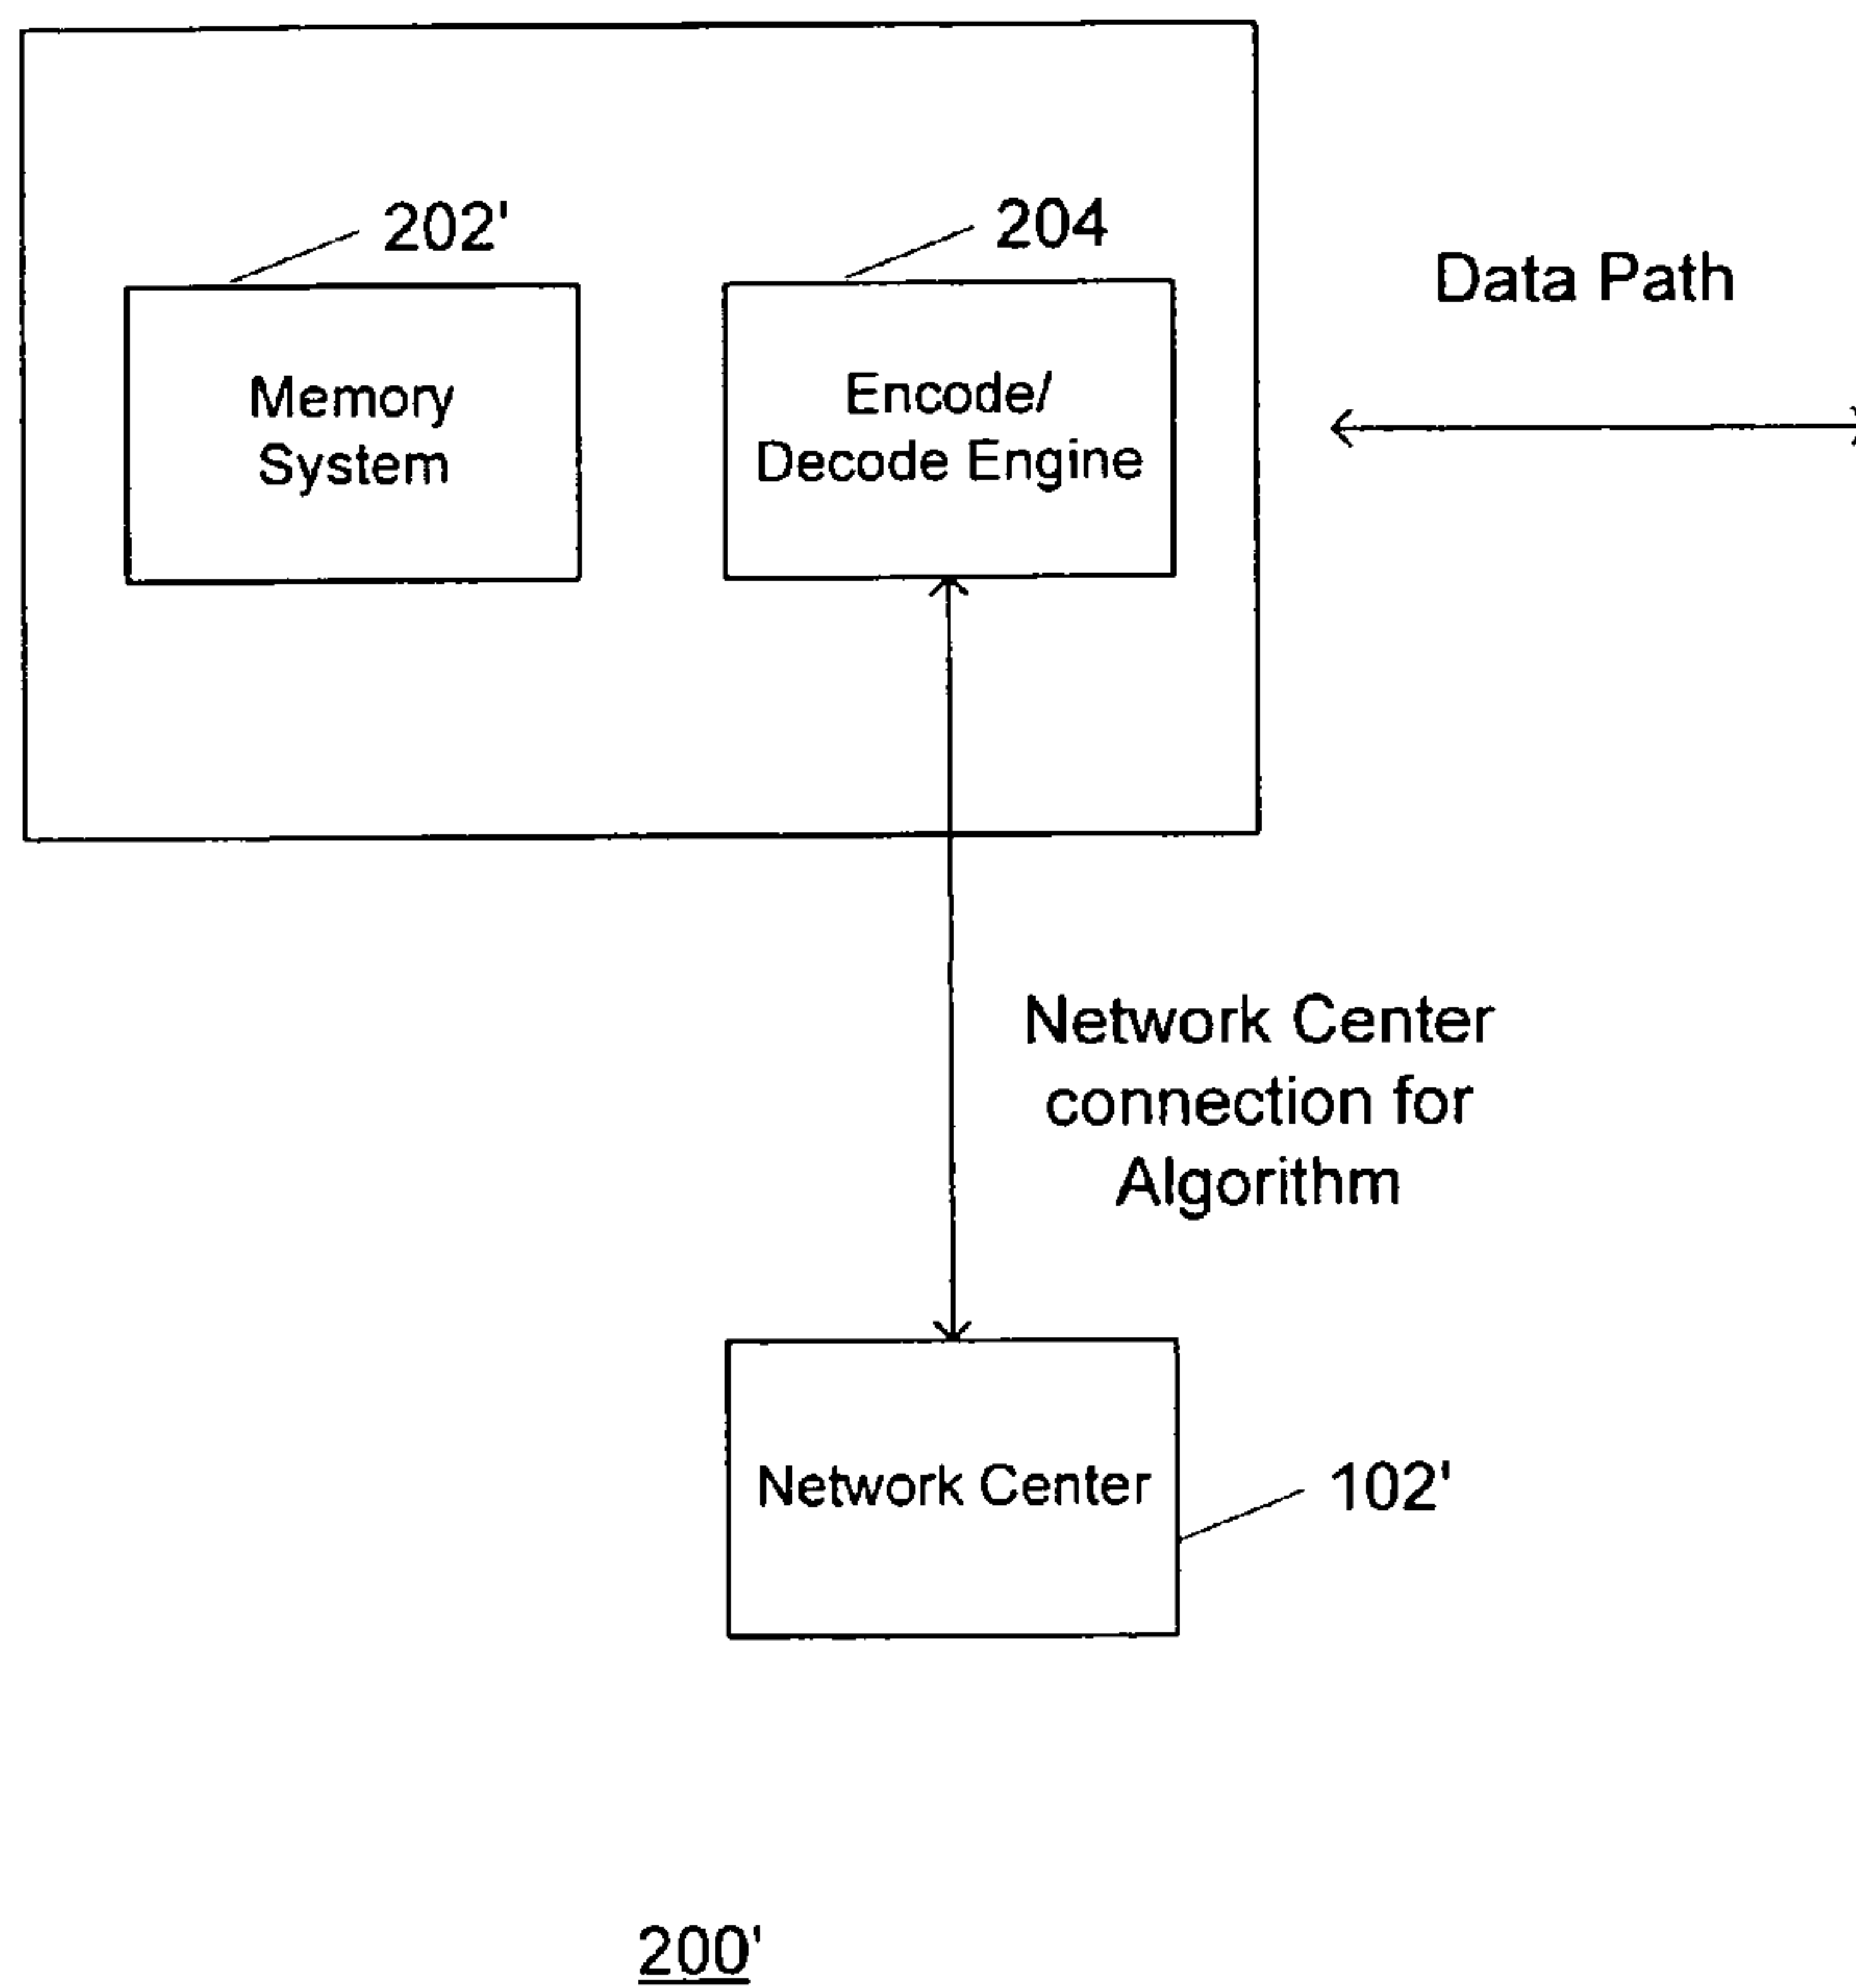 202'
204
Data Path
Memory
System
Encode/
Decode Engine
Network Center
connection for
Algorithm
Network Center
102'
200'